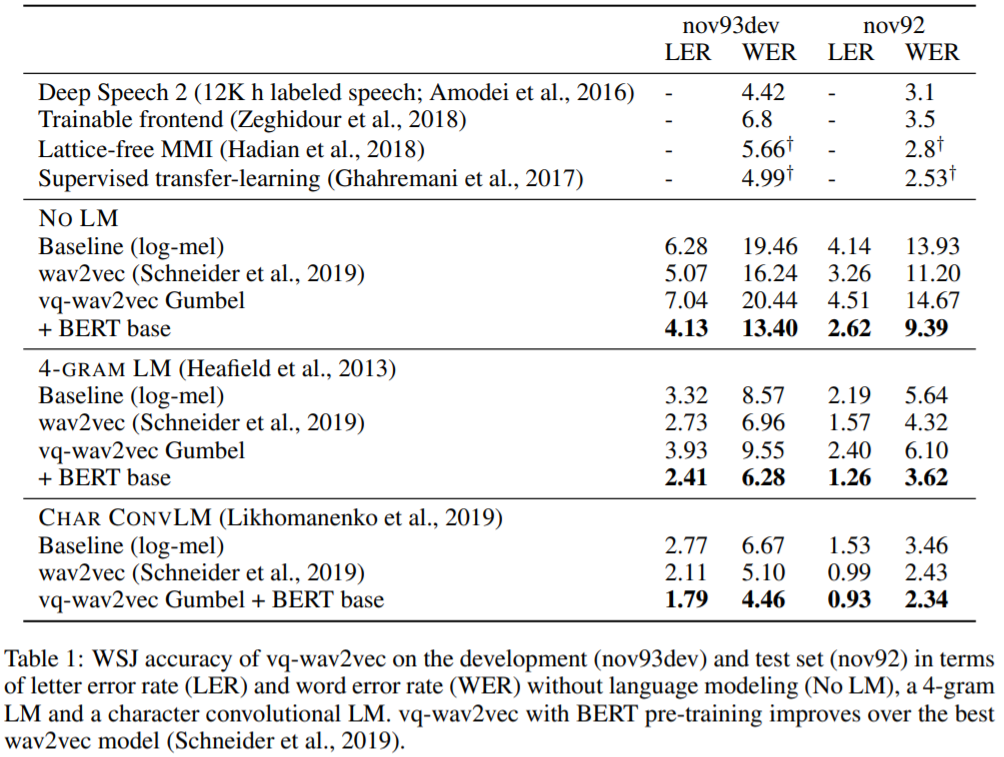 nov93dev nov92
LER WER LER WER
Deep Speech 2 (12K h labeled speech; Amodei et al., 2016) - 4.42 - 3.1
Trainable frontend (Zeghidour et al., 2018) - 6.8 - 3.5
Lattice-free MMI (Hadian et al., 2018) - 5.66† - 2.8†
Supervised transfer-learning (Ghahremani et al., 2017) - 4.99† - 2.53†
NO LM
Baseline (log-mel) 6.28 19.46 4.14 13.93
wav2vec (Schneider et al., 2019) 5.07 16.24 3.26 11.20
vq-wav2vec Gumbel 7.04 20.44 4.51 14.67
+ BERT base 4.13 13.40 2.62 9.39
4-GRAM LM (Heafield et al., 2013)
Baseline (log-mel) 3.32 8.57 2.19 5.64
wav2vec (Schneider et al., 2019) 2.73 6.96 1.57 4.32
vq-wav2vec Gumbel 3.93 9.55 2.40 6.10
+ BERT base 2.41 6.28 1.26 3.62
CHAR CONVLM (Likhomanenko et al., 2019)
Baseline (log-mel) 2.77 6.67 1.53 3.46
wav2vec (Schneider et al., 2019) 2.11 5.10 0.99 2.43
vq-wav2vec Gumbel + BERT base 1.79 4.46 0.93 2.34
Table 1: WSJ accuracy of vq-wav2vec on the development (nov93dev) and test set (nov92) in terms
of letter error rate (LER) and word error rate (WER) without language modeling (No LM), a 4-gram
LM and a character convolutional LM. vq-wav2vec with BERT pre-training improves over the best
wav2vec model (Schneider et al., 2019).